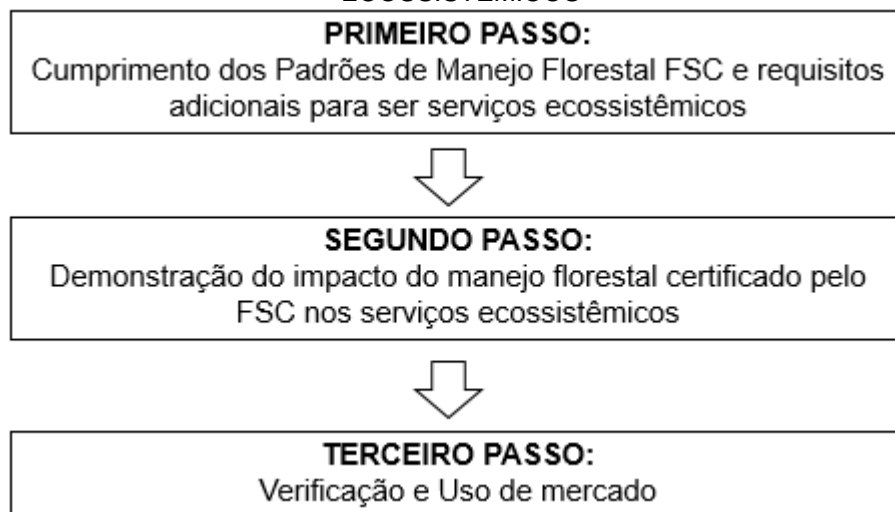 PRIMEIRO PASSO:
Cumprimento dos Padrões de Manejo Florestal FSC e requisitos
adicionais para ser serviços ecossistêmicos
SEGUNDO PASSO:
Demonstração do impacto do manejo florestal certificado pelo
FSC nos serviços ecossistêmicos
TERCEIRO PASSO:
Verificação e Uso de mercado